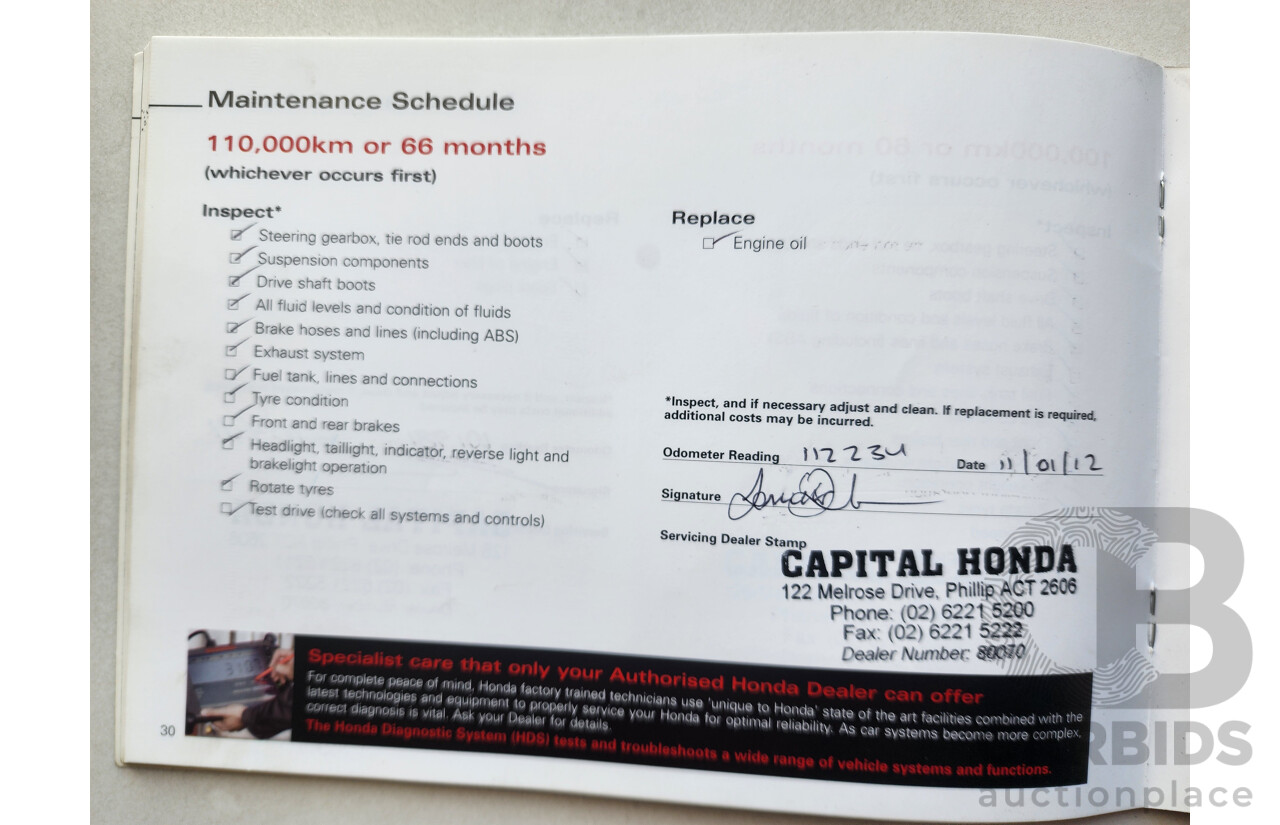 Maintenance Schedule
110,000km or 66 months
(whichever occurs first)
Inspect*
Steering gearbox, tie rod ends and boots
Suspension components
Drive shaft boots
All fluid levels and condition of fluids
Brake hoses and lines (including ABS)
Exhaust system
Fuel tank, lines and connections
Tyre condition
Front and rear brakes
Headlight, taillight, indicator, reverse light and
brakelight operation
Rotate tyres
Test drive (check all systems and controls)
Replace
Engine oil
*Inspect, and if necessary adjust and clean. If replacement is required,
additional costs may be incurred.
Odometer Reading 112234 Date 11/01/12
Signature
Servicing Dealer Stamp
CAPITAL HONDA
122 Melrose Drive, Phillip ACT 2606
Phone: (02) 6221 5200
Fax: (02) 6221 5222
Dealer Number: 80070
Specialist care that only your Authorised Honda Dealer can offer
For complete peace of mind, Honda factory trained technicians use 'unique to Honda' state of the art facilities combined with the
latest technologies and equipment to properly service your Honda for optimal reliability. As car systems become more complex,
correct diagnosis is vital. Ask your Dealer for details.
The Honda Diagnostic System (HDS) tests and troubleshoots a wide range of vehicle systems and functions.
30
RBIDS
auctionplace